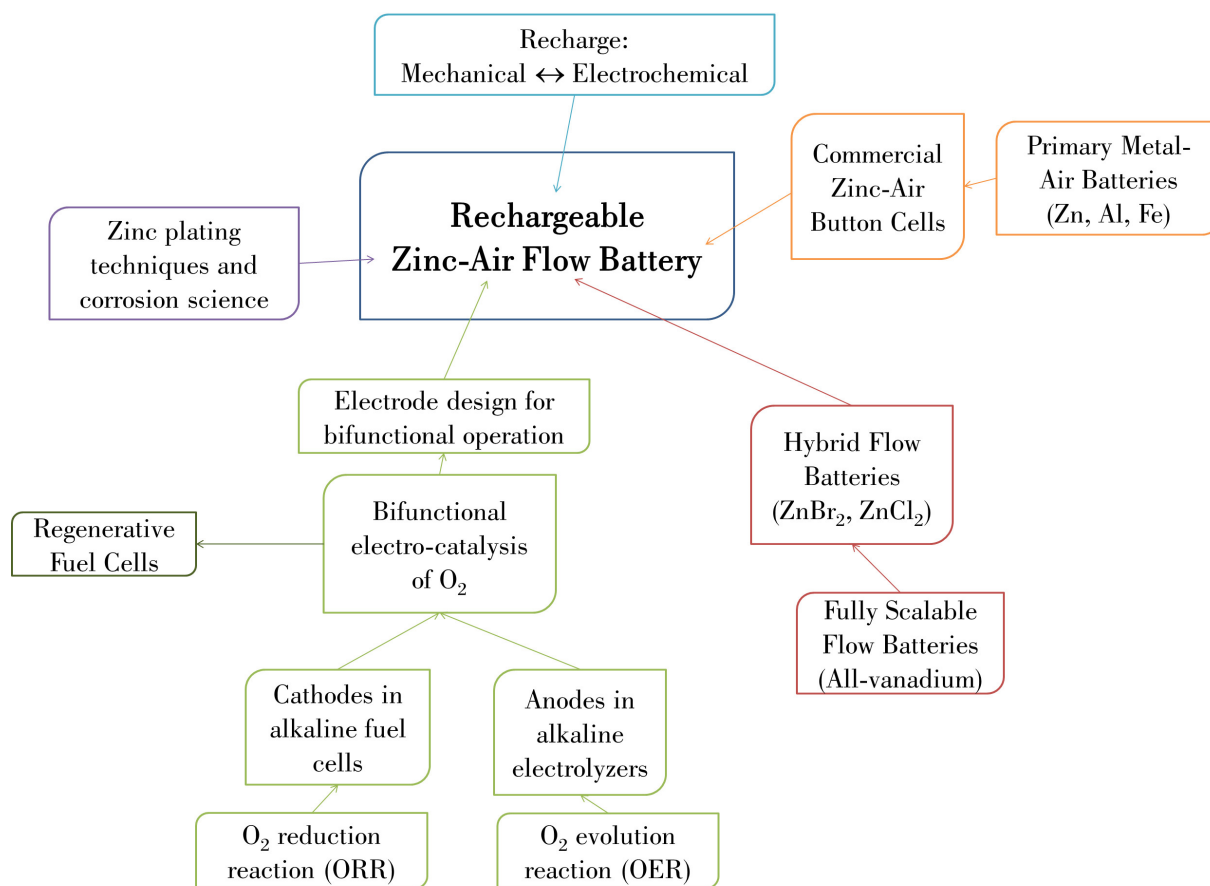 Recharge:
Mechanical ↔ Electrochemical
Commercial
Zinc-Air
Button Cells
Primary Metal-
Air Batteries
(Zn, Al, Fe)
Rechargeable
Zinc-Air Flow Battery
Zinc plating
techniques and
corrosion science
Electrode design for
bifunctional operation
Hybrid Flow
Batteries
(ZnBr₂, ZnCl₂)
Bifunctional
electro-catalysis
of O₂
Regenerative
Fuel Cells
Fully Scalable
Flow Batteries
(All-vanadium)
Cathodes in
alkaline fuel
cells
Anodes in
alkaline
electrolyzers
O₂ reduction
reaction (ORR)
O₂ evolution
reaction (OER)